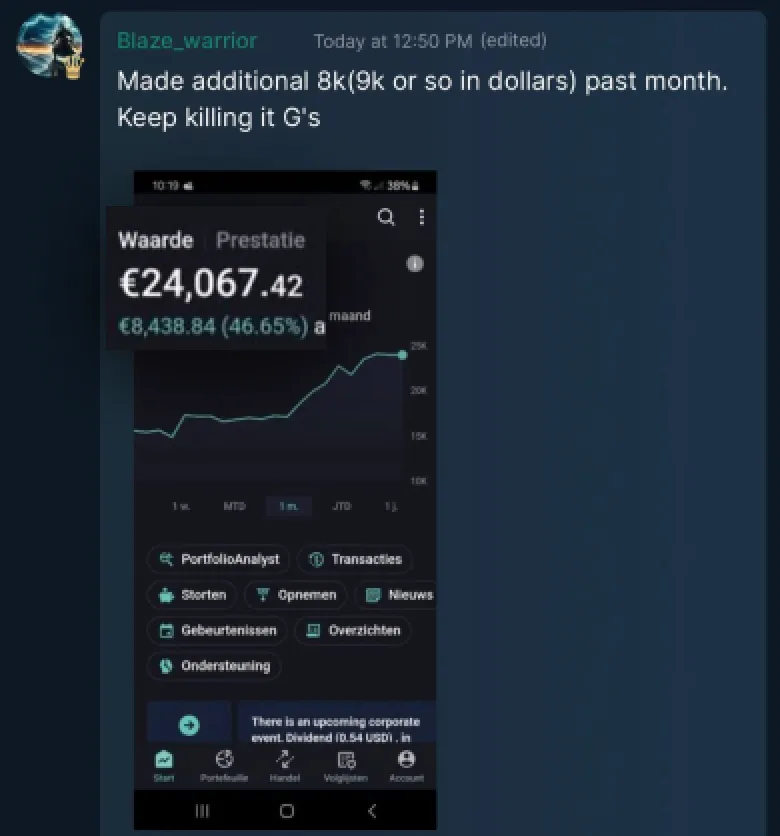 Blaze_warrior Today at 12:50 PM (edited)
Made additional 8k(9k or so in dollars) past month.
Keep killing it G's
10:19 38%
Waarde Prestatie
€24,067.42
€8,438.84 (46.65%) a maand
25K
20K
15K
10K
1 w. MTD 1 m. JTD 1 j.
PortfolioAnalyst Transacties
Storten Opnemen Nieuws
Gebeurtenissen Overzichten
Ondersteuning
There is an upcoming corporate
event. Dividend (0.54 USD) . in
Start Portefeuille Handel Volglijsten Account